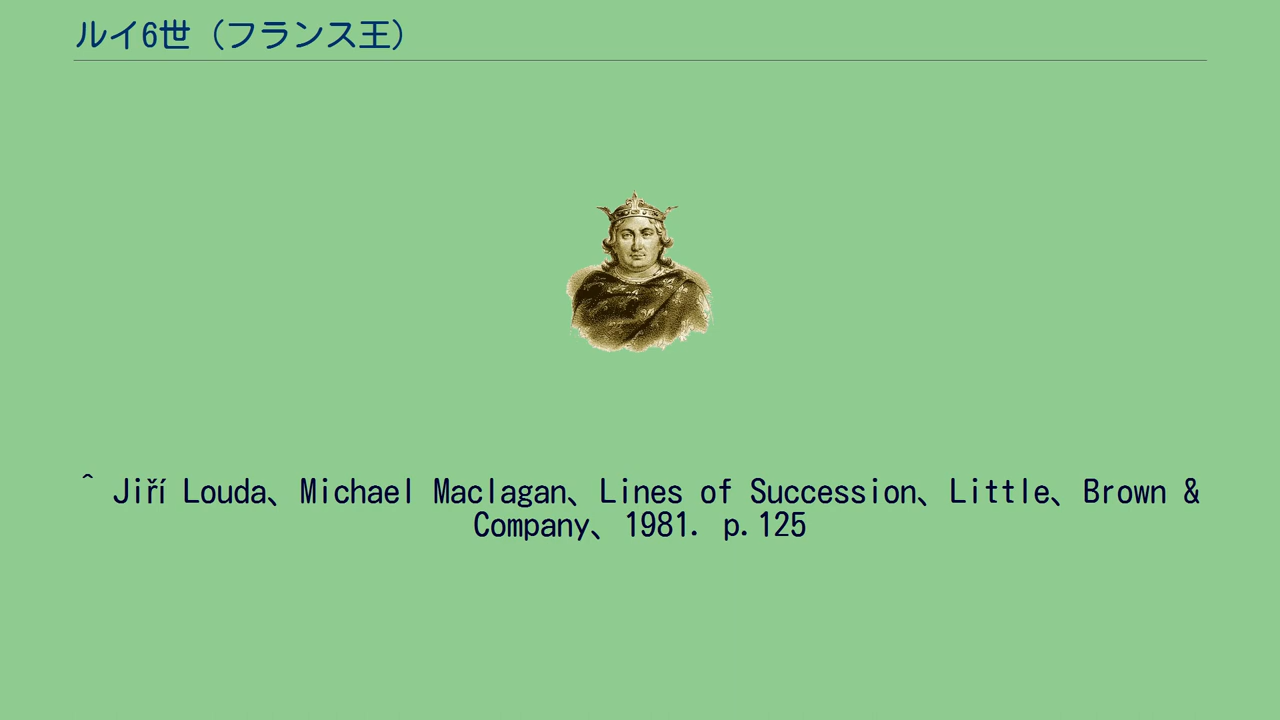 ルイ6世（フランス王）
^ Jiří Louda、Michael Maclagan、Lines of Succession、Little、Brown &
Company、1981. p.125